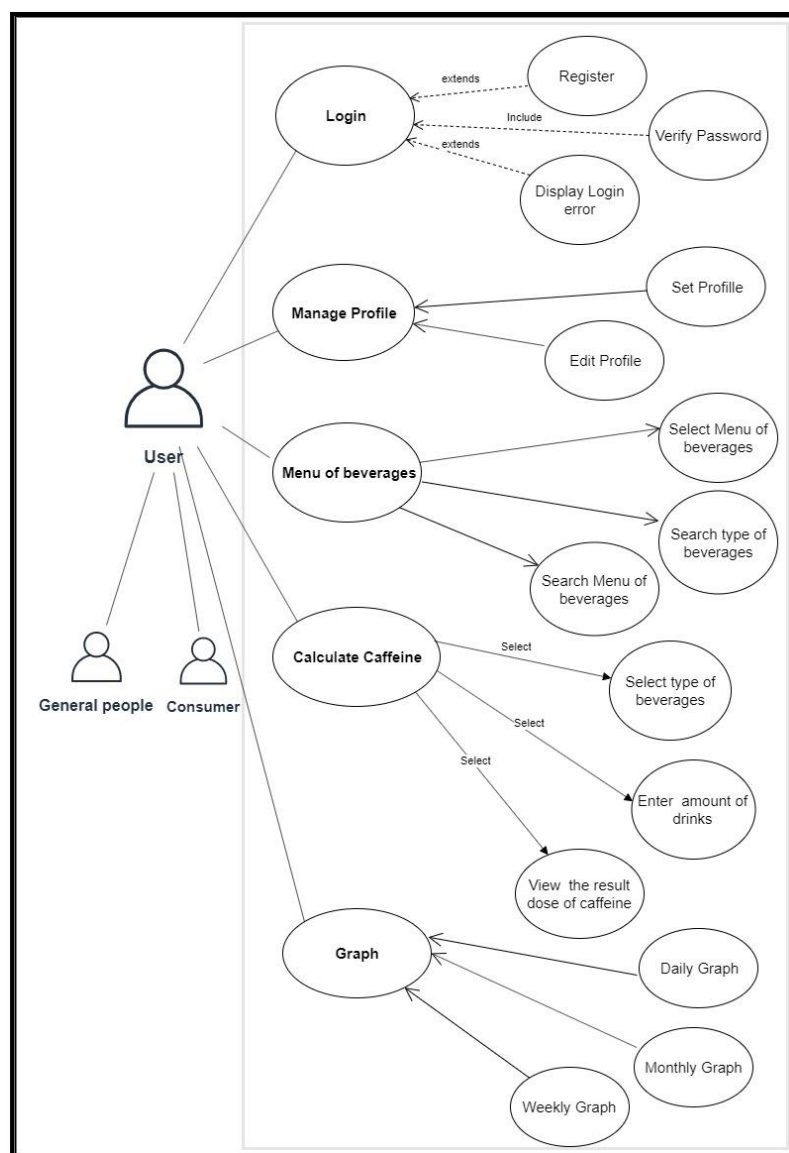 Register
extends
Login
Include
Verify Password
extends
Display Login
error
Set Profille
Manage Profile
Edit Profile
User
Select Menu of
beverages
Menu of beverages
Search type of
beverages
Search Menu of
beverages
Calculate Caffeine
Select
Select type of
beverages
General people
Consumer
Select
Select
Enter amount of
drinks
View the result
dose of caffeine
Graph
Daily Graph
Monthly Graph
Weekly Graph